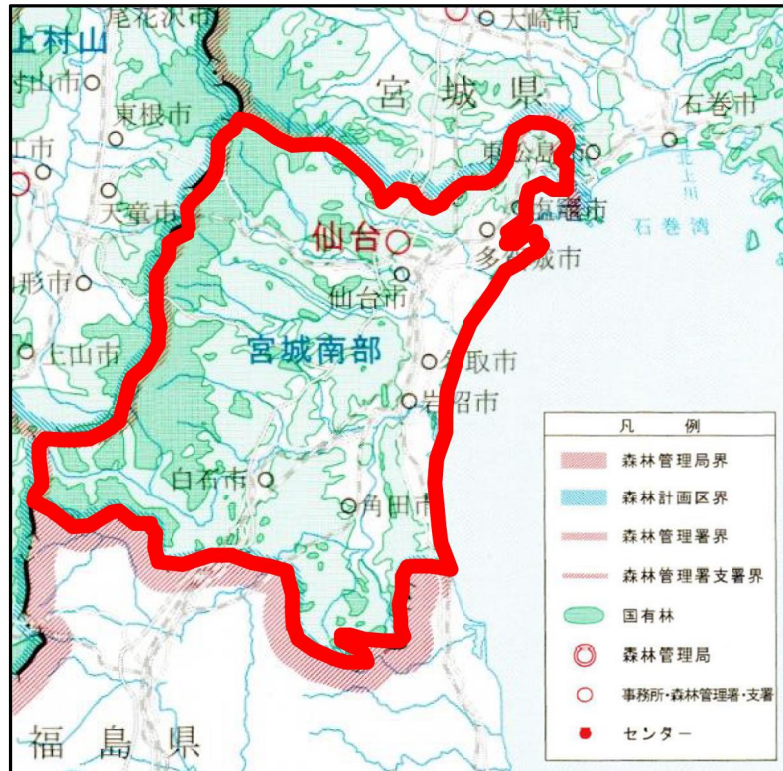 尾花沢市
大崎市
上村山
村山市
宮城県
石巻市
東根市
東松島市
北上川
江市
天童市
塩竈市
石巻湾
仙台
多賀城市
仙台市
山形市
宮城南部
上山市
名取市
岩沼市
白石市
角田市
凡例
森林管理局界
森林計画区界
森林管理署界
森林管理署支署界
国有林
森林管理局
事務所・森林管理署・支署
センター
福島県